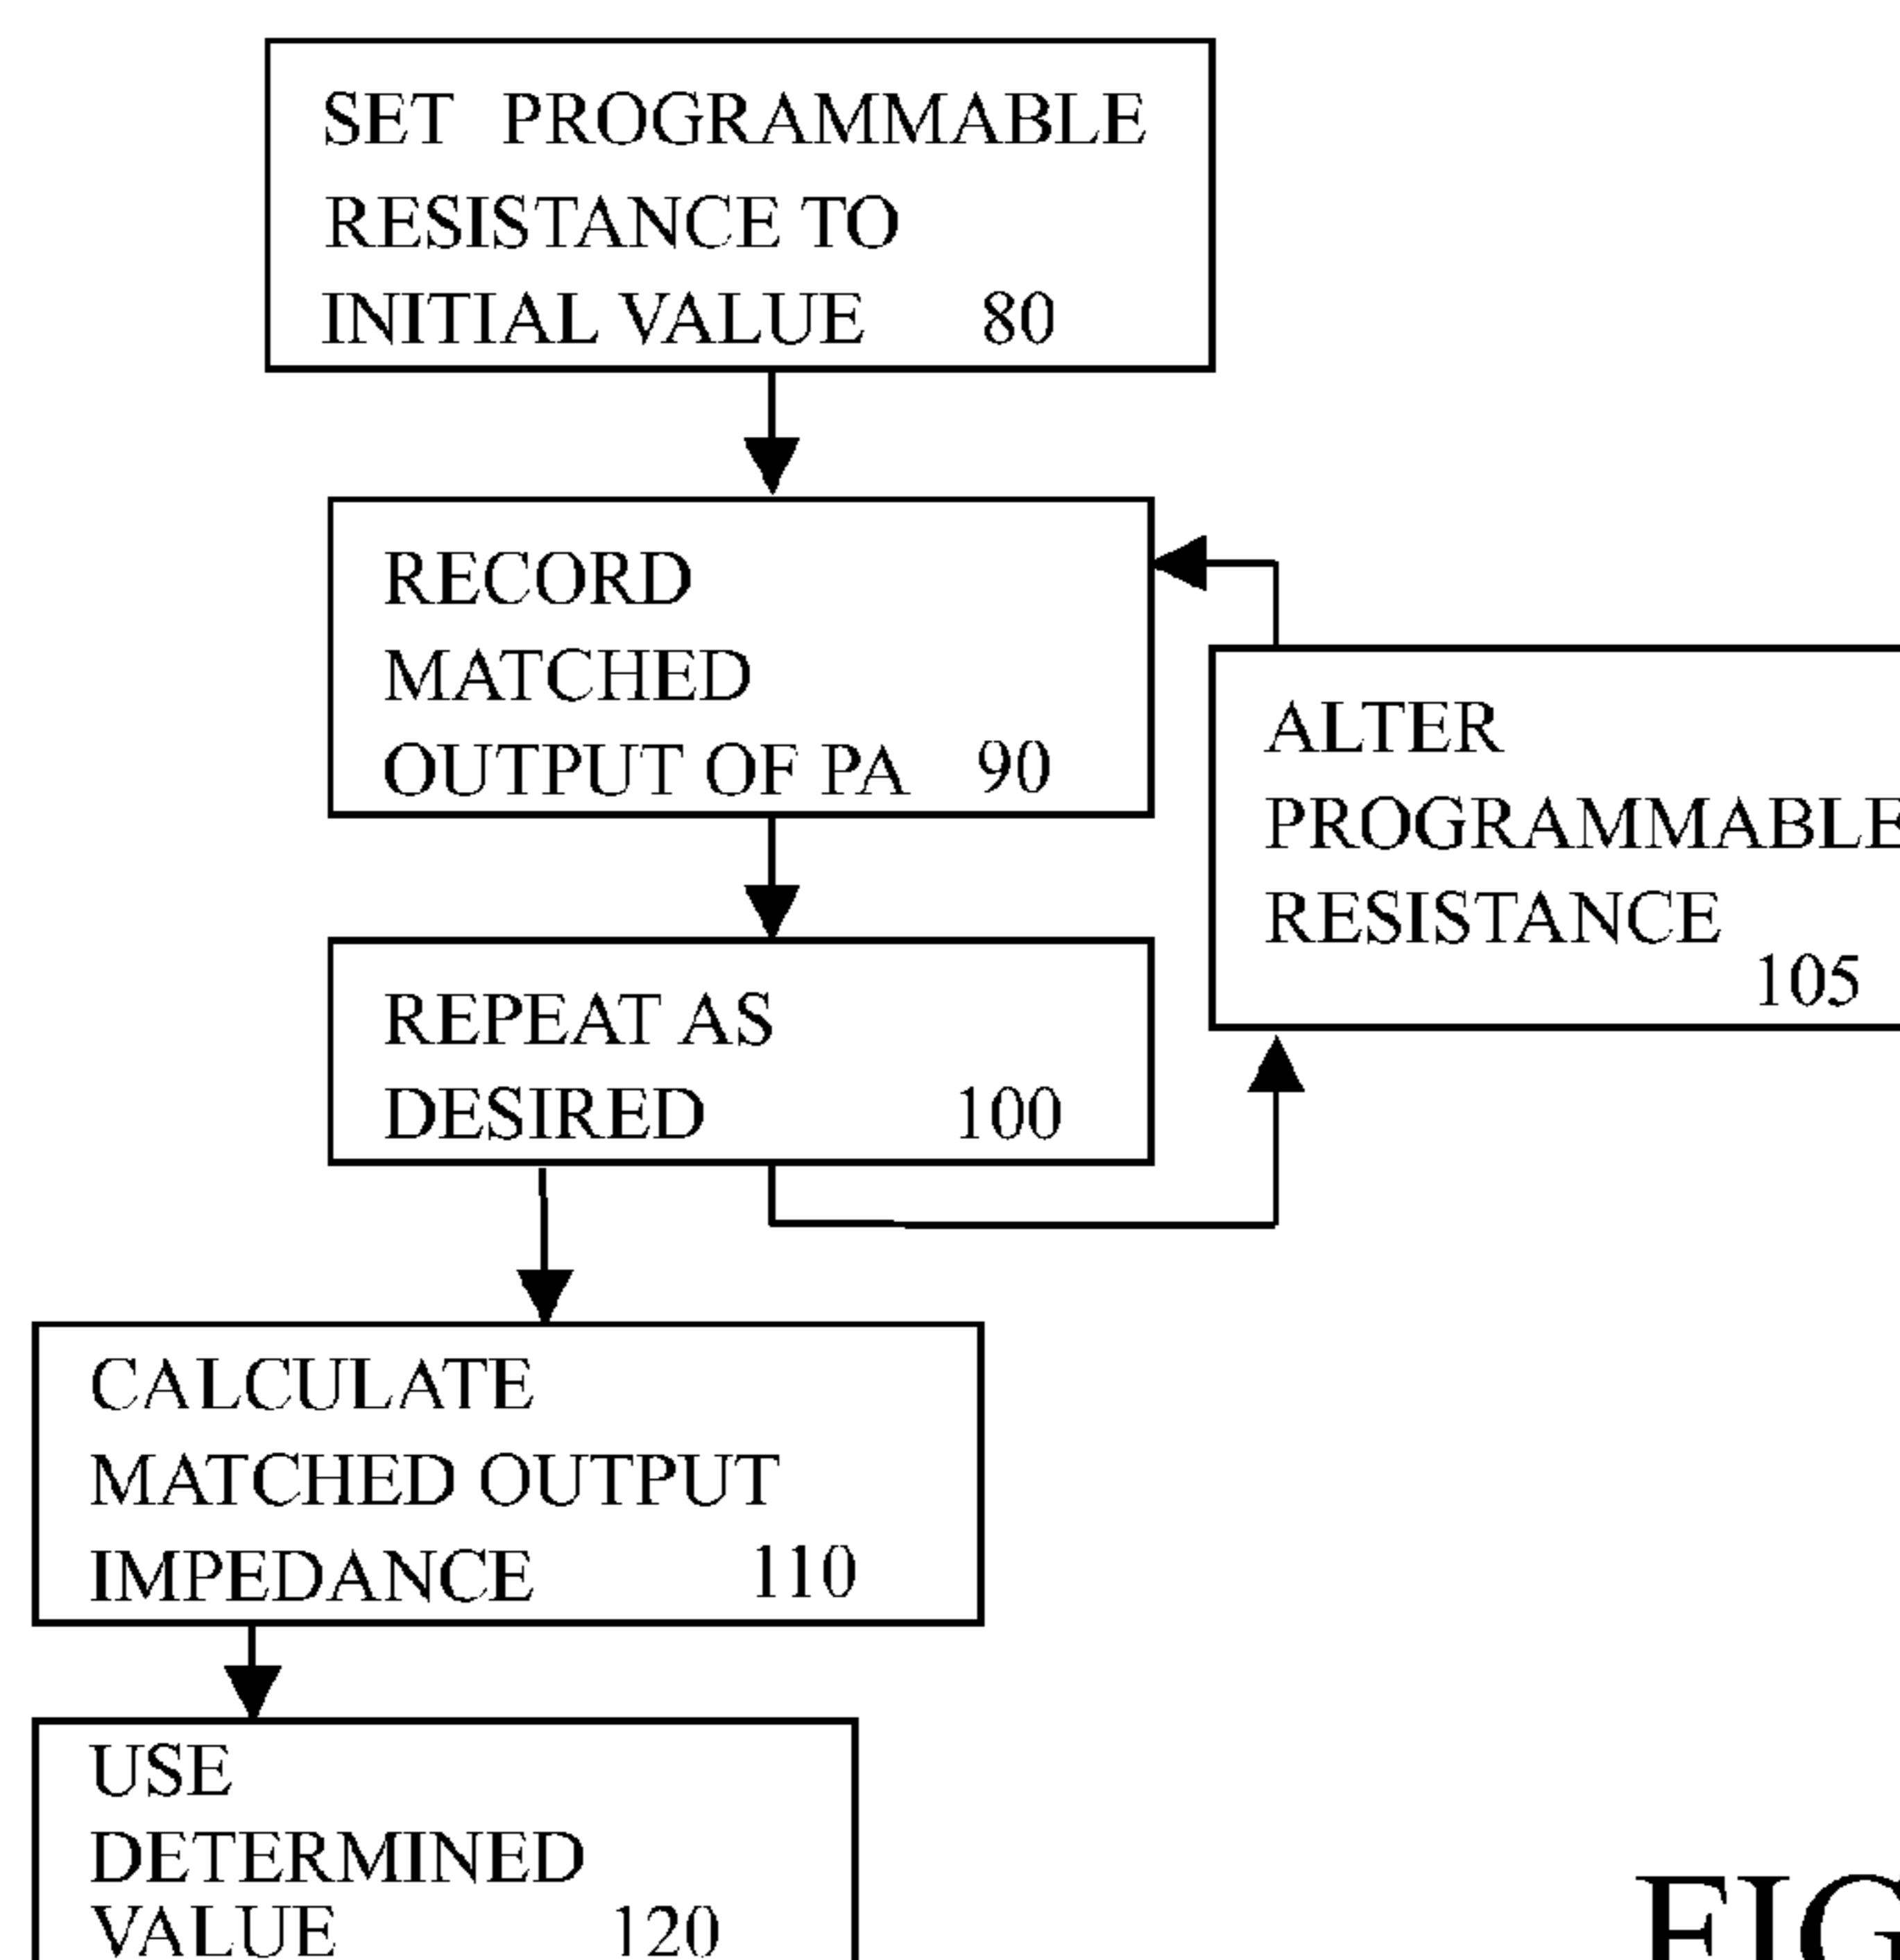 SET PROGRAMMABLE
RESISTANCE TO
INITIAL VALUE 80
RECORD
MATCHED
OUTPUT OF PA 90
ALTER
PROGRAMMABLE
RESISTANCE
105
REPEAT AS
DESIRED 100
CALCULATE
MATCHED OUTPUT
IMPEDANCE 110
USE
DETERMINED
VALUE 120
FIG